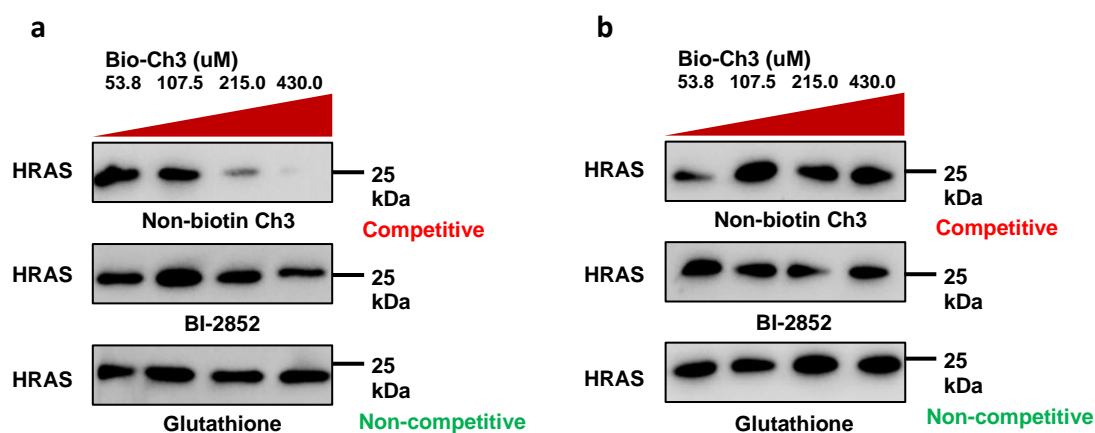 a
Bio-Ch3 (uM)
53.8 107.5 215.0 430.0
HRAS
25
kDa
Non-biotin Ch3
Competitive
HRAS
25
kDa
BI-2852
HRAS
25
kDa
Glutathione
Non-competitive
b
Bio-Ch3 (uM)
53.8 107.5 215.0 430.0
HRAS
25
kDa
Non-biotin Ch3
Competitive
HRAS
25
kDa
BI-2852
HRAS
25
kDa
Glutathione
Non-competitive